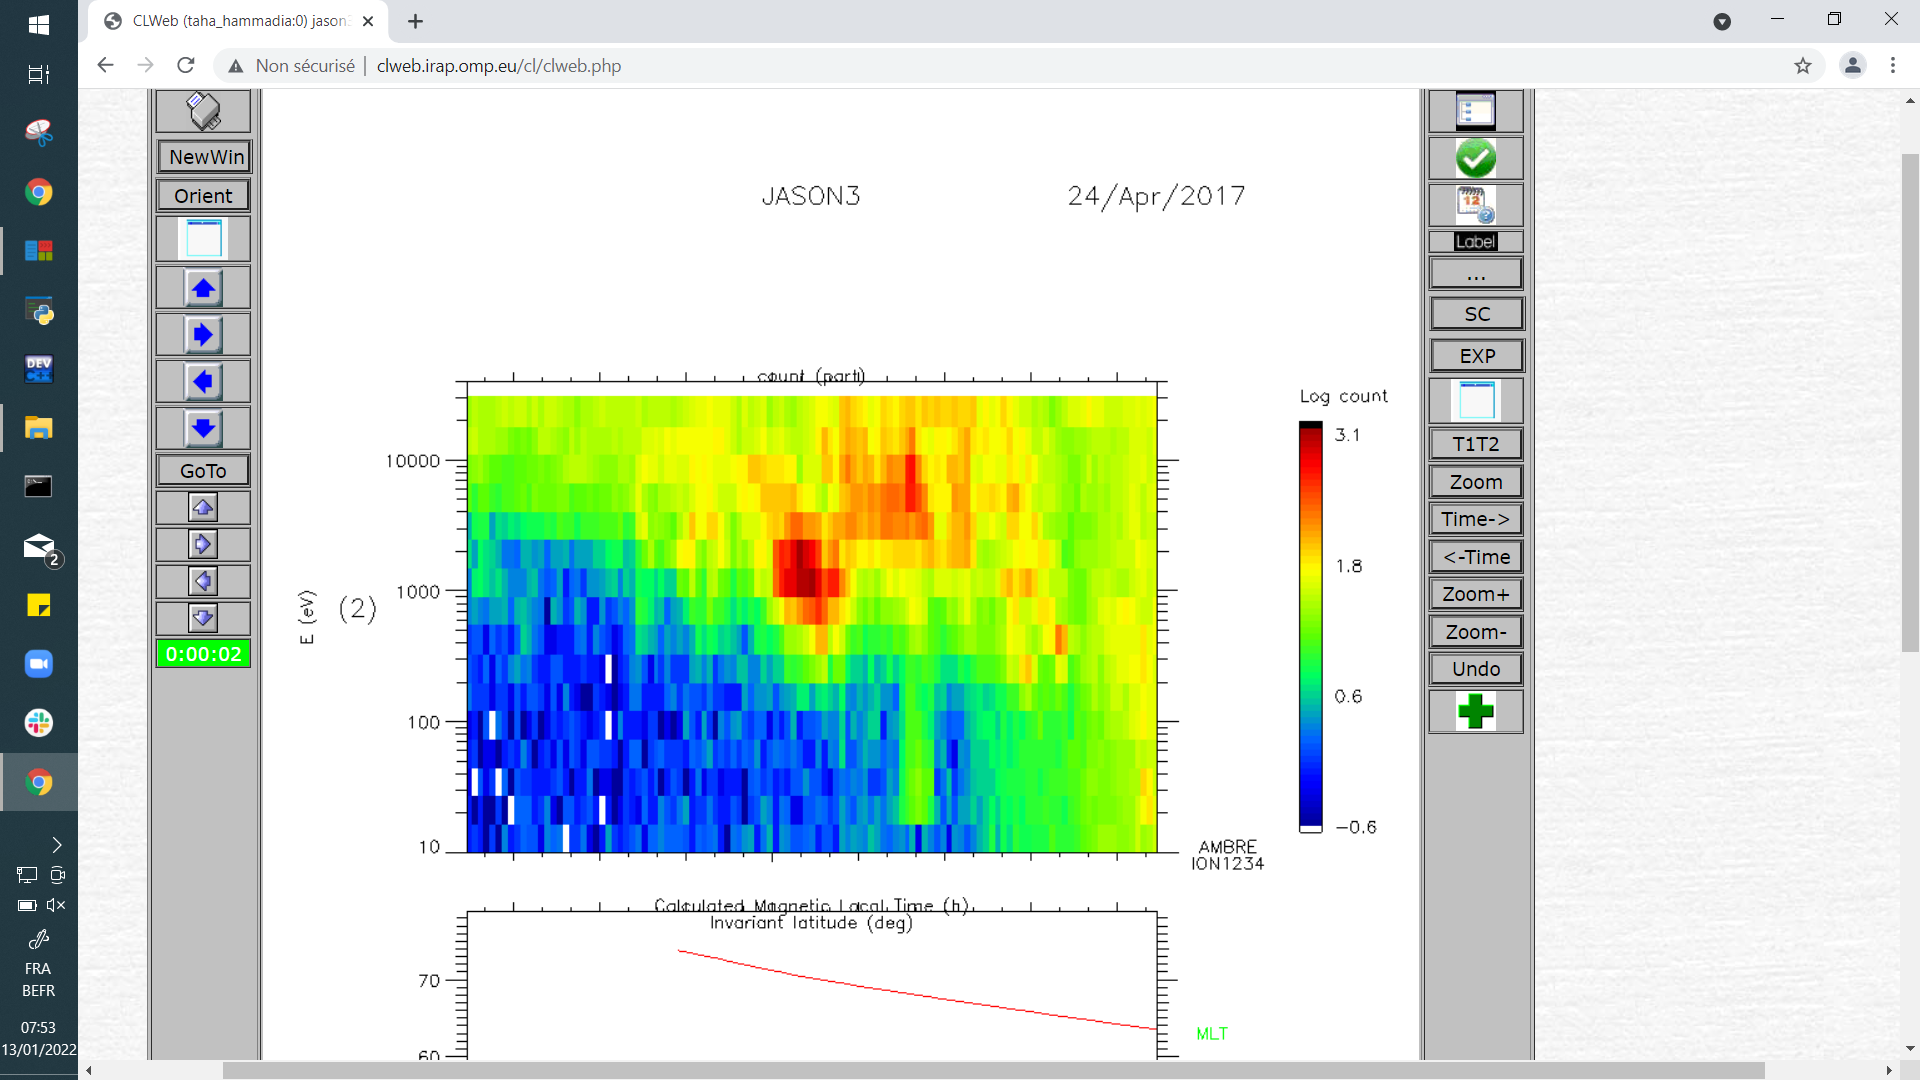 CLWeb (taha_hammadia:0) jason3
Non sécurisé
clweb.irap.omp.eu/cl/clweb.php
NewWin
Orient
GoTo
0:00:02
JASON3
24/Apr/2017
count (part)
10000
1000
100
10
E (eV)
(2)
Log count
3.1
1.8
0.6
−0.6
AMBRE
ION1234
Calculated Magnetic Local Time (h)
Invariant latitude (deg)
70
60
MLT
12
Label
...
SC
EXP
T1T2
Zoom
Time->
<-Time
Zoom+
Zoom-
Undo
DEV
C++
2
FRA
BEFR
07:53
13/01/2022